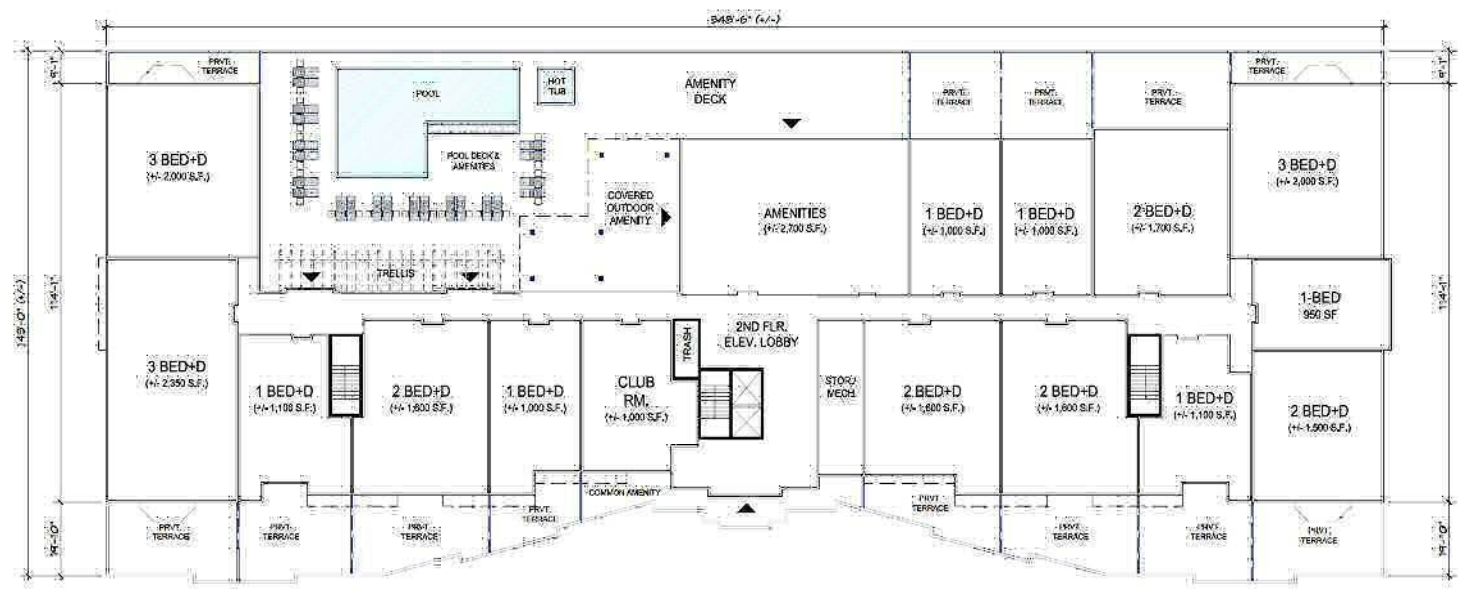 348'-6" (+/-)
PRVT.
TERRACE
9'-1"
POOL
HOT
TUB
AMENITY
DECK
PRVT.
TERRACE
PRVT.
TERRACE
PRVT.
TERRACE
PRVT.
TERRACE
9'-1"
3 BED+D
(+/- 2,000 S.F.)
POOL DECK &
AMENITIES
COVERED
OUTDOOR
AMENITY
AMENITIES
(+/- 2,700 S.F.)
1 BED+D
(+/- 1,000 S.F.)
1 BED+D
(+/- 1,000 S.F.)
2 BED+D
(+/- 1,700 S.F.)
3 BED+D
(+/- 2,000 S.F.)
TRELLIS
114'-1"
114'-1"
1-BED
950 SF
3 BED+D
(+/- 2,350 S.F.)
1 BED+D
(+/- 1,100 S.F.)
2 BED+D
(+/- 1,600 S.F.)
1 BED+D
(+/- 1,000 S.F.)
CLUB
RM.
(+/- 1,000 S.F.)
TRASH
2ND FLR.
ELEV. LOBBY
STOR./
MECH.
2 BED+D
(+/- 1,600 S.F.)
2 BED+D
(+/- 1,600 S.F.)
1 BED+D
(+/- 1,100 S.F.)
2 BED+D
(+/- 1,500 S.F.)
COMMON AMENITY
PRVT.
TERRACE
PRVT.
TERRACE
PRVT.
TERRACE
PRVT.
TERRACE
PRVT.
TERRACE
PRVT.
TERRACE
PRVT.
TERRACE
PRVT.
TERRACE
19'-0"